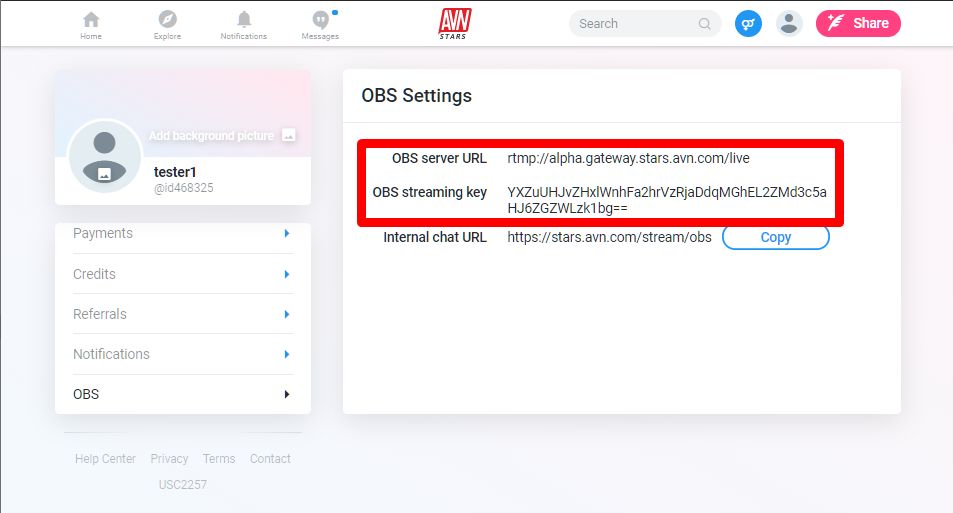 Home
Explore
Notifications
Messages
AVN
STARS
Search
Share
Add background picture
tester1
@id468325
Payments
Credits
Referrals
Notifications
OBS
Help Center Privacy Terms Contact
USC2257
OBS Settings
OBS server URL rtmp://alpha.gateway.stars.avn.com/live
OBS streaming key YXZuUHJvZHxlWnhFa2hrVzRjaDdqMGhEL2ZMd3c5a
HJ6ZGZWLzk1bg==
Internal chat URL https://stars.avn.com/stream/obs Copy